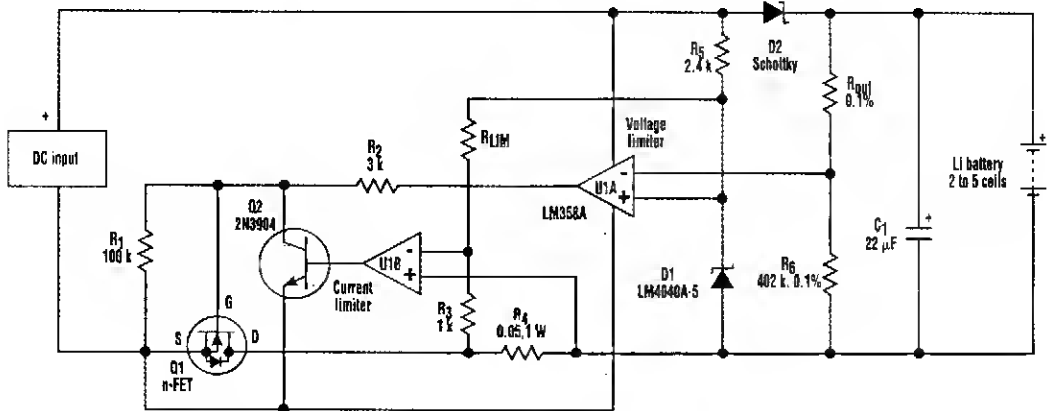 +
DC input
R1
100 k
S
G
D
Q1
n-FET
Q2
2N3904
R2
3 k
U1B
-
+
Current
limiter
RLIM
R3
1 k
R4
0.05, 1 W
Voltage
limiter
U1A
-
+
LM358A
R5
2.4 k
D1
LM4040A-5
D2
Schottky
Rout
0.1%
R6
402 k, 0.1%
C1
22 µF
+
+
Li battery
2 to 5 cells